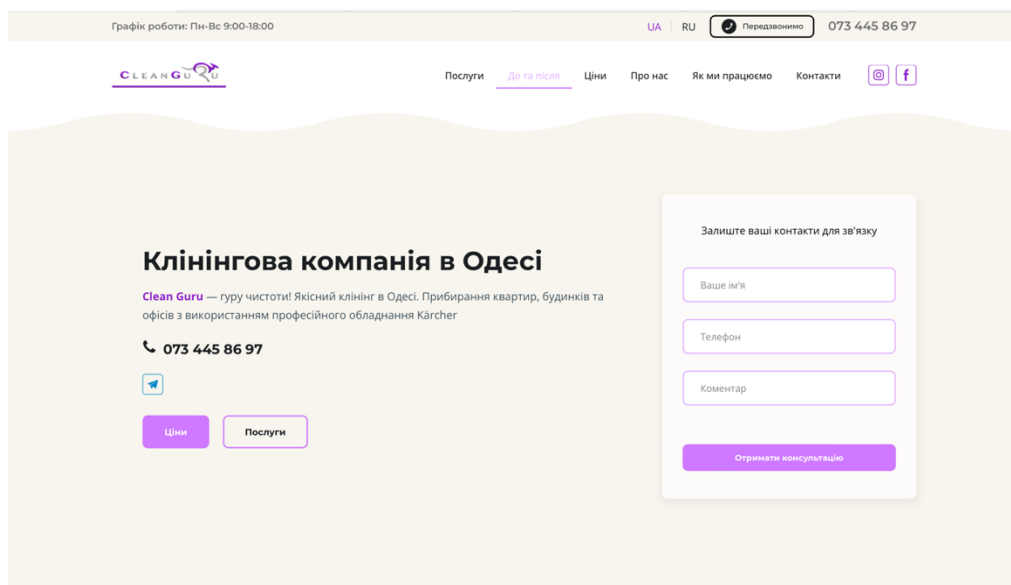 Графік роботи: Пн-Вс 9:00-18:00
UA RU Передзвонимо 073 445 86 97
CLEANGURU
Послуги До та після Ціни Про нас Як ми працюємо Контакти
Клінінгова компанія в Одесі
Clean Guru — гуру чистоти! Якісний клінінг в Одесі. Прибирання квартир, будинків та
офісів з використанням професійного обладнання Kärcher
073 445 86 97
Ціни Послуги
Залиште ваші контакти для зв’язку
Ваше ім'я
Телефон
Коментар
Отримати консультацію